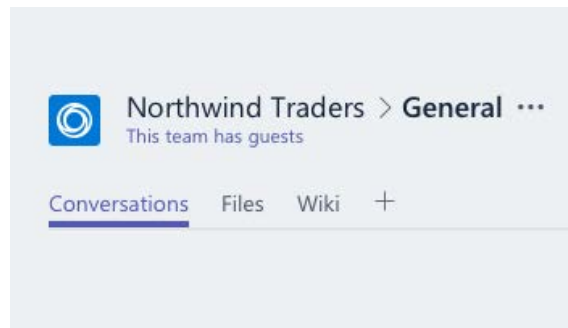 Northwind Traders > General ...
This team has guests
Conversations Files Wiki +